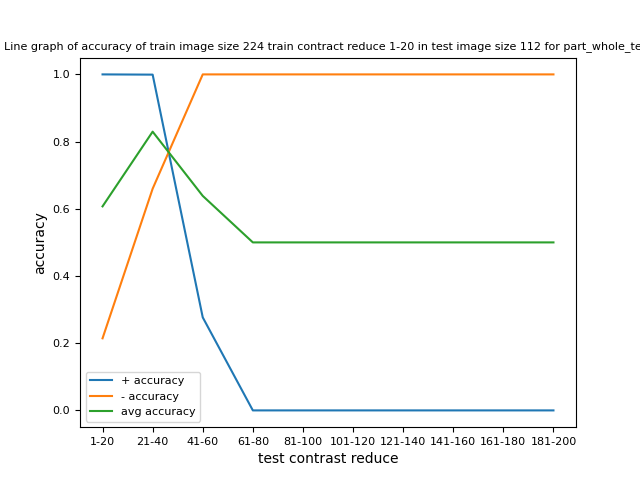 Line graph of accuracy of train image size 224 train contract reduce 1-20 in test image size 112 for part_whole_te
1.0
0.8
0.6
0.4
0.2
0.0
accuracy
+ accuracy
- accuracy
avg accuracy
1-20 21-40 41-60 61-80 81-100 101-120 121-140 141-160 161-180 181-200
test contrast reduce